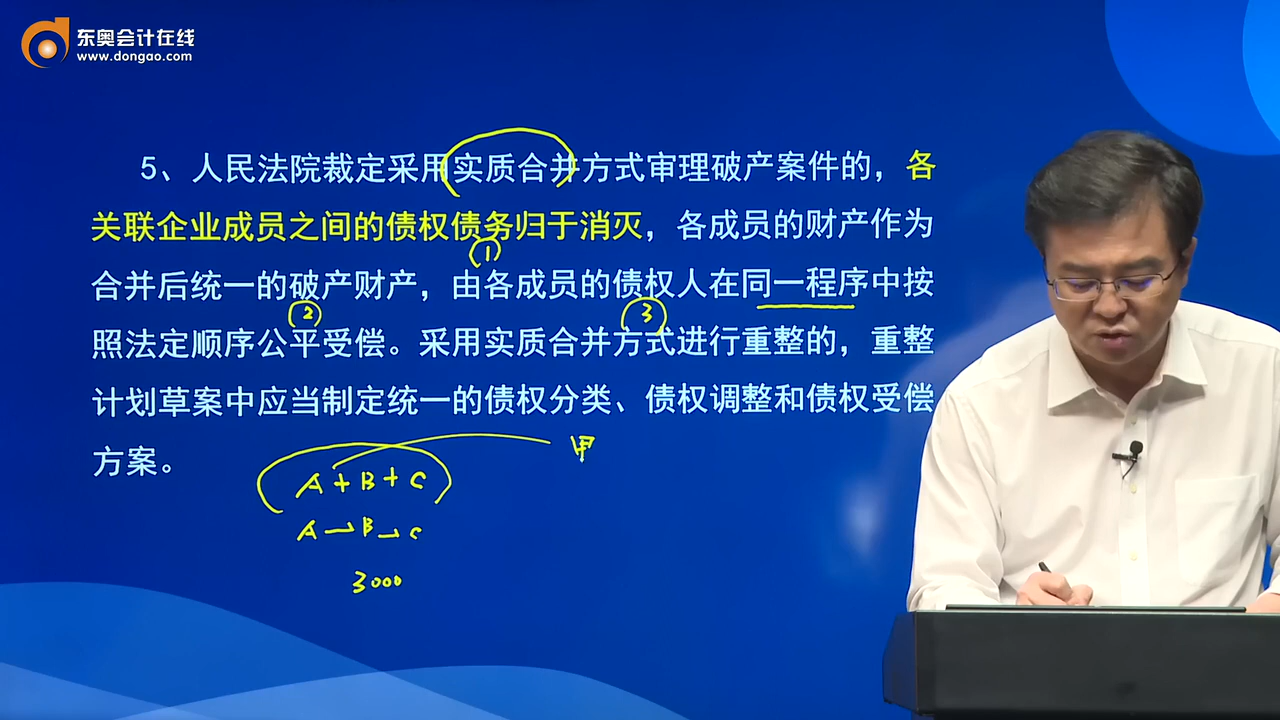 东奥会计在线
www.dongao.com
5、人民法院裁定采用实质合并方式审理破产案件的，各
关联企业成员之间的债权债务归于消灭，各成员的财产作为
①
合并后统一的破产财产，由各成员的债权人在同一程序中按
② ③
照法定顺序公平受偿。采用实质合并方式进行重整的，重整
计划草案中应当制定统一的债权分类、债权调整和债权受偿
方案。
甲
A+B+C
A→B→C
3000